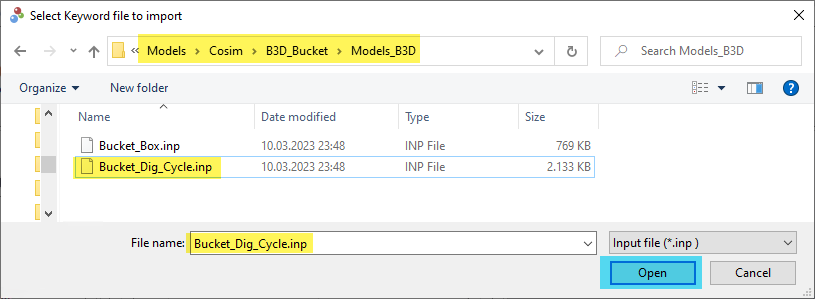 Select Keyword file to import
« Models > Cosim > B3D_Bucket > Models_B3D
Search Models_B3D
Organize
New folder
Name Date modified Type Size
Bucket_Box.inp 10.03.2023 23:48 INP File 769 KB
Bucket_Dig_Cycle.inp 10.03.2023 23:48 INP File 2.133 KB
File name: Bucket_Dig_Cycle.inp
Input file (*.inp )
Open
Cancel